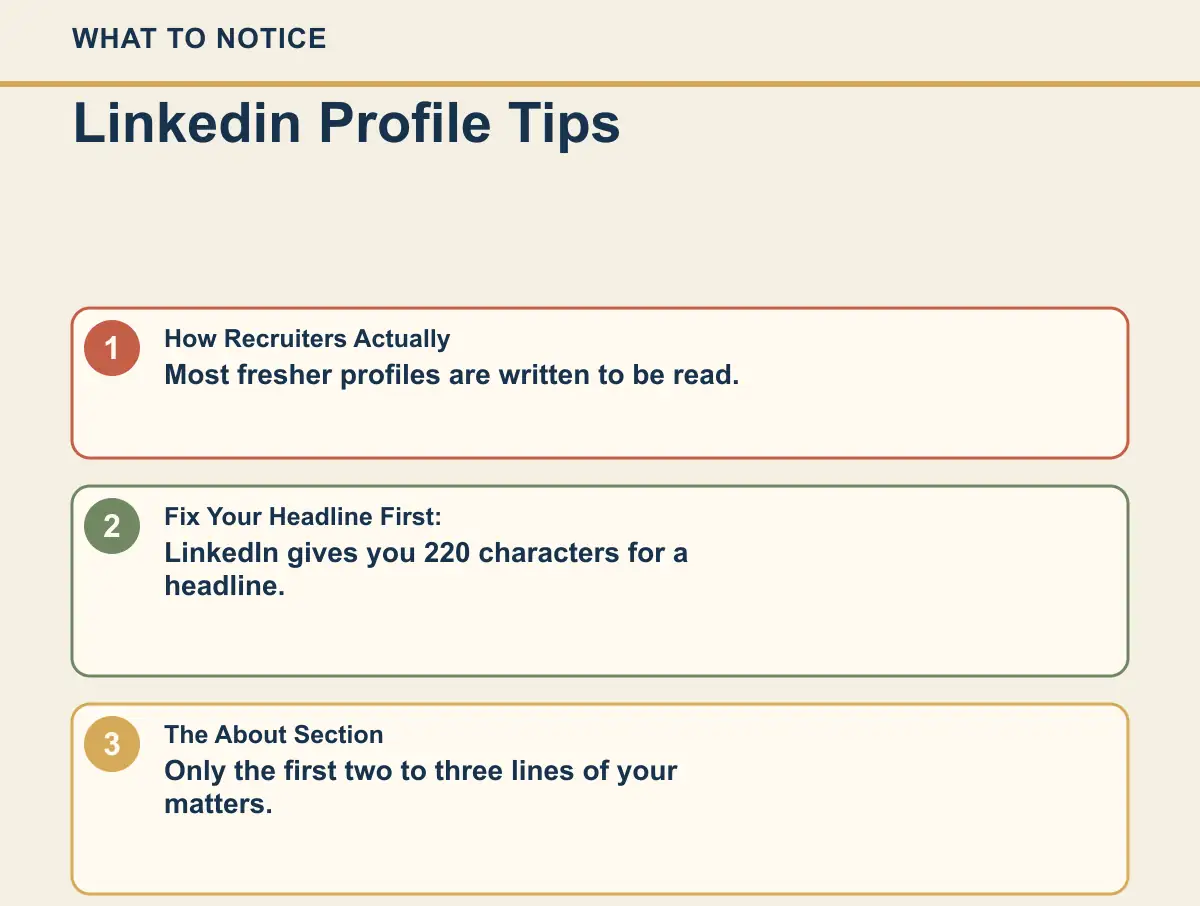 WHAT TO NOTICE
Linkedin Profile Tips
1
How Recruiters Actually
Most fresher profiles are written to be read.
2
Fix Your Headline First:
LinkedIn gives you 220 characters for a
headline.
3
The About Section
Only the first two to three lines of your
matters.